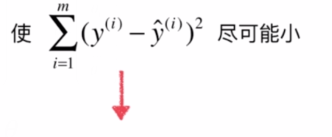 使 $\sum_{i=1}^{m}(y^{(i)} - \hat{y}^{(i)})^2$ 尽可能小